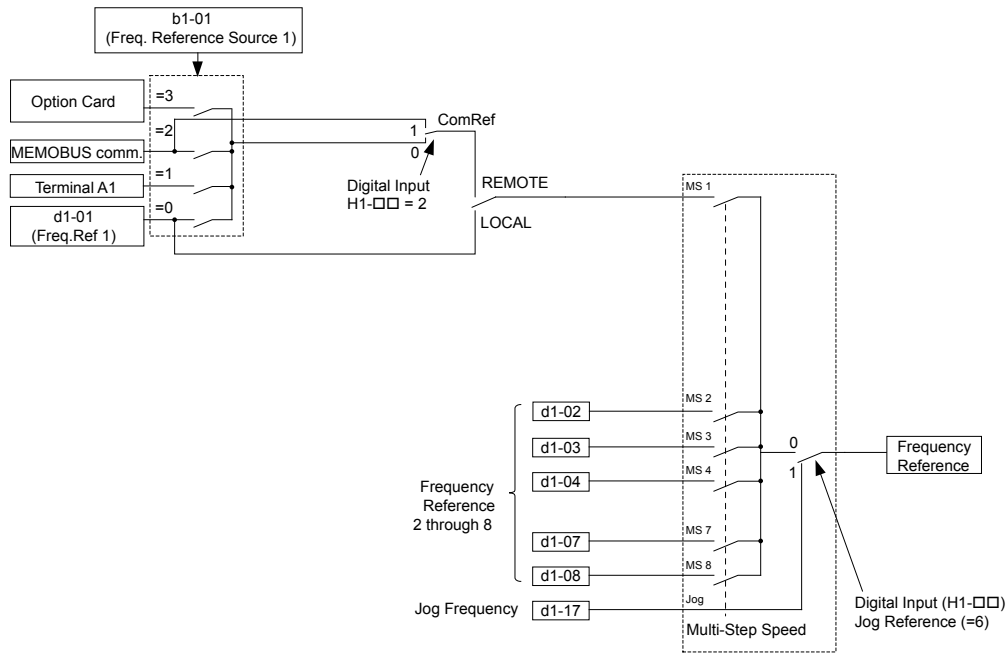 b1-01
(Freq. Reference Source 1)
Option Card
=3
=2
MEMOBUS comm.
=1
Terminal A1
=0
d1-01
(Freq.Ref 1)
ComRef
1
0
Digital Input
H1-□□ = 2
REMOTE
LOCAL
MS 1
MS 2
d1-02
MS 3
d1-03
MS 4
d1-04
Frequency
Reference
2 through 8
MS 7
d1-07
MS 8
d1-08
Jog Frequency
d1-17
Jog
Multi-Step Speed
0
1
Frequency
Reference
Digital Input (H1-□□)
Jog Reference (=6)